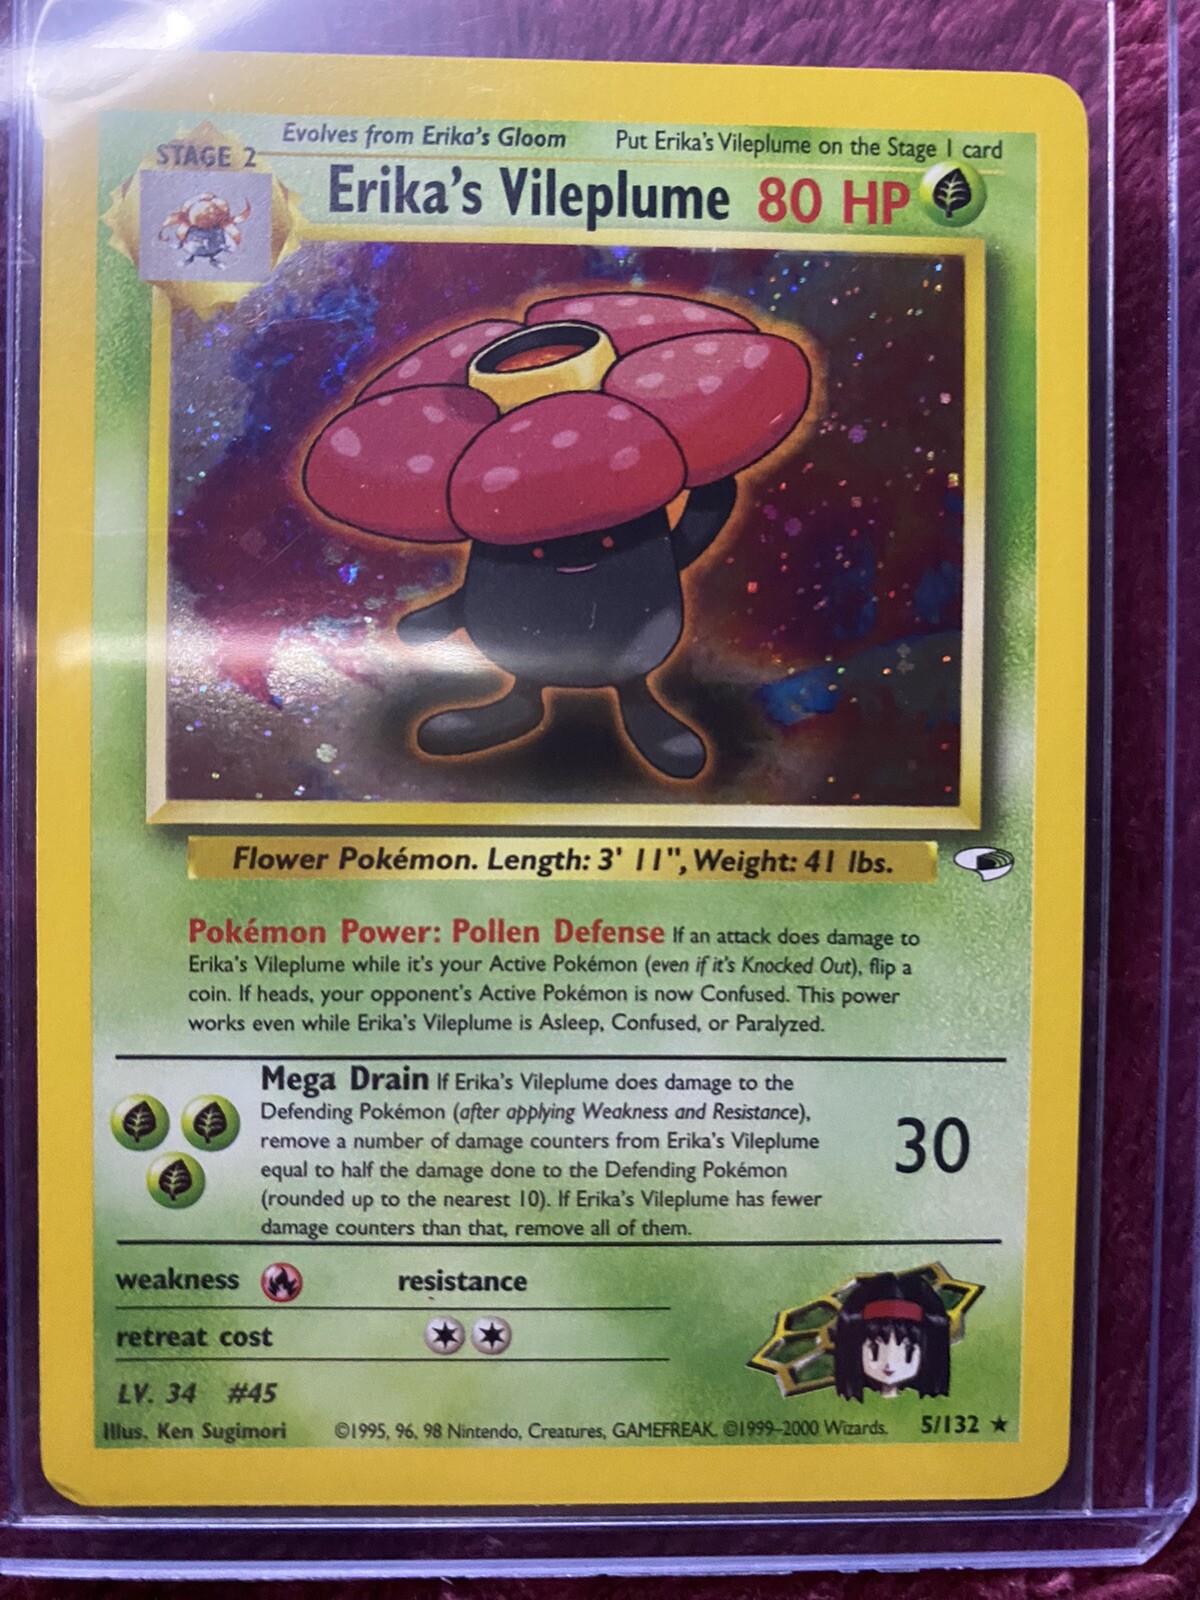 Evolves from Erika's Gloom Put Erika's Vileplume on the Stage 1 card
STAGE 2
Erika's Vileplume 80 HP
Flower Pokémon. Length: 3' 11", Weight: 41 lbs.
Pokémon Power: Pollen Defense If an attack does damage to
Erika's Vileplume while it's your Active Pokémon (even if it's Knocked Out), flip a
coin. If heads, your opponent's Active Pokémon is now Confused. This power
works even while Erika's Vileplume is Asleep, Confused, or Paralyzed.
Mega Drain If Erika's Vileplume does damage to the
Defending Pokémon (after applying Weakness and Resistance),
remove a number of damage counters from Erika's Vileplume
equal to half the damage done to the Defending Pokémon
(rounded up to the nearest 10). If Erika's Vileplume has fewer
damage counters than that, remove all of them.
30
weakness resistance
retreat cost
LV. 34 #45
Illus. Ken Sugimori ©1995, 96, 98 Nintendo, Creatures, GAMEFREAK. ©1999–2000 Wizards. 5/132 ★